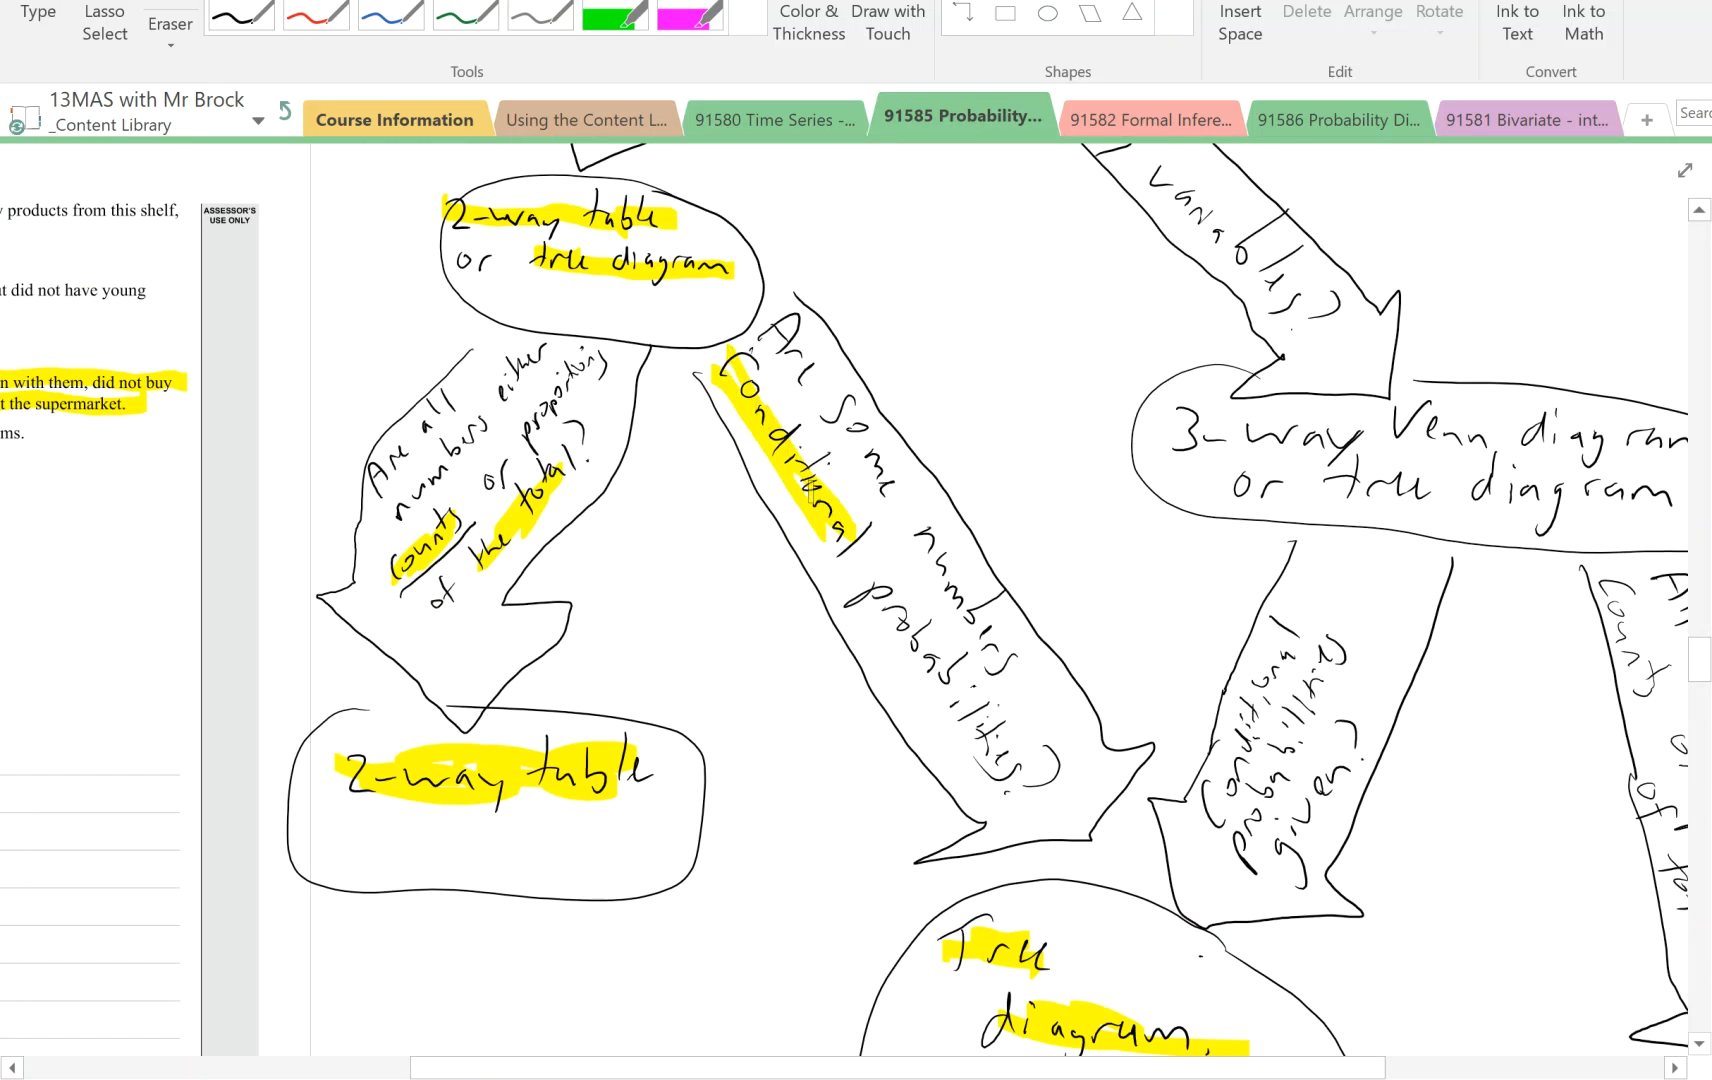 Type
Lasso
Select
Eraser
Color &
Thickness
Draw with
Touch
Insert
Space
Delete
Arrange
Rotate
Ink to
Text
Ink to
Math
Tools
Shapes
Edit
Convert
13MAS with Mr Brock
_Content Library
Course Information
Using the Content L...
91580 Time Series -...
91585 Probability...
91582 Formal Infere...
91586 Probability Di...
91581 Bivariate - int...
+
Searc
y products from this shelf,
ut did not have young
n with them, did not buy
t the supermarket.
ms.
ASSESSOR'S
USE ONLY
2-way table
or tree diagram
Are all
numbers either
counts or proportions
of the total?
2-way table
Are some numbers
conditional probabilities?
variables?
3-way Venn diagram
or tree diagram
conditional
probabilities
given?
counts
of
Tree
diagram.